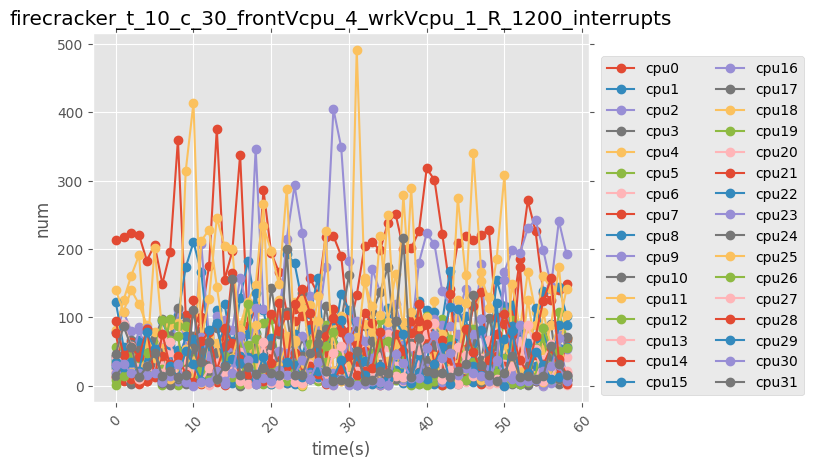 firecracker_t_10_c_30_frontVcpu_4_wrkVcpu_1_R_1200_interrupts
500
400
300
200
100
0
num
0 10 20 30 40 50 60
time(s)
cpu0 cpu16
cpu1 cpu17
cpu2 cpu18
cpu3 cpu19
cpu4 cpu20
cpu5 cpu21
cpu6 cpu22
cpu7 cpu23
cpu8 cpu24
cpu9 cpu25
cpu10 cpu26
cpu11 cpu27
cpu12 cpu28
cpu13 cpu29
cpu14 cpu30
cpu15 cpu31